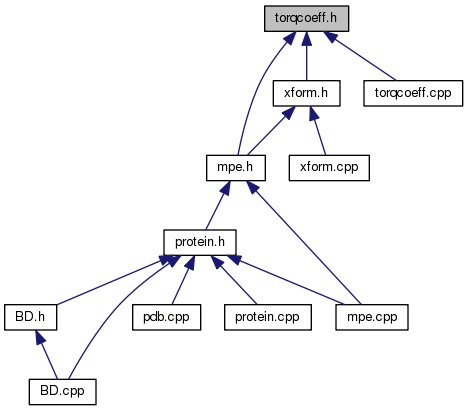 torqcoeff.h
xform.h
torqcoeff.cpp
mpe.h
xform.cpp
protein.h
BD.h
pdb.cpp
protein.cpp
mpe.cpp
BD.cpp